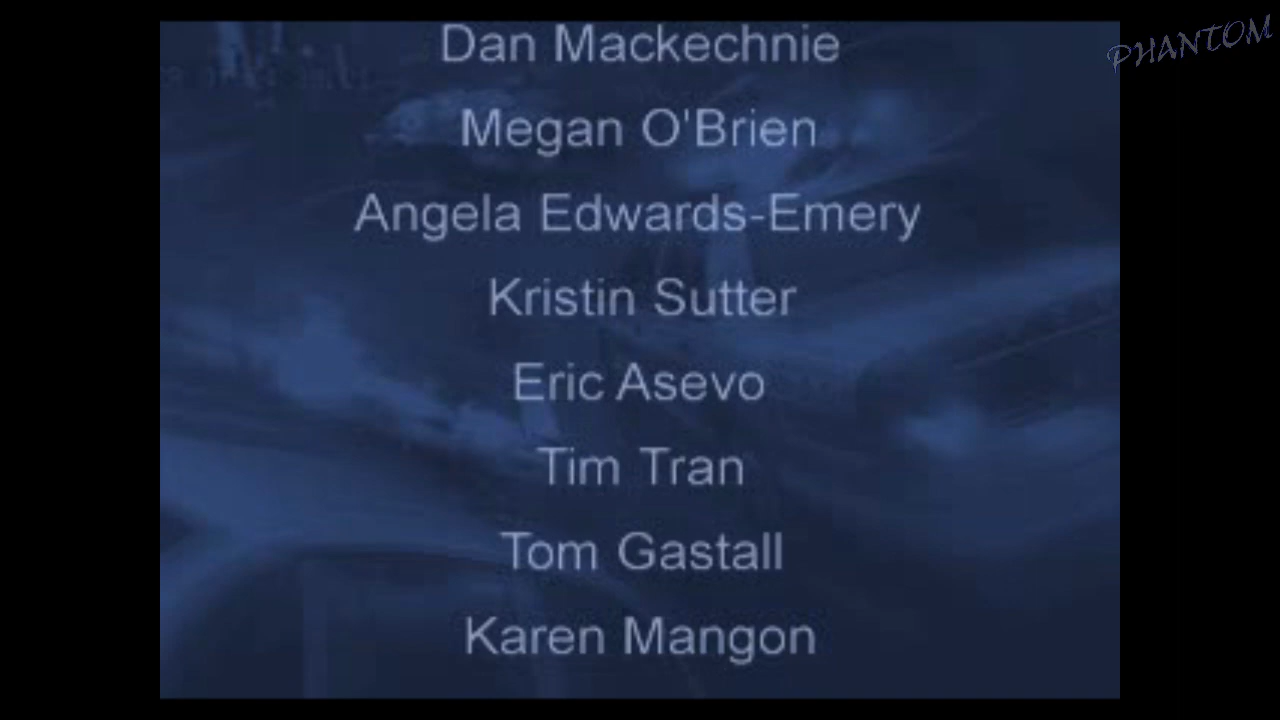 PHANTOM
Dan Mackechnie
Megan O'Brien
Angela Edwards-Emery
Kristin Sutter
Eric Asevo
Tim Tran
Tom Gastall
Karen Mangon